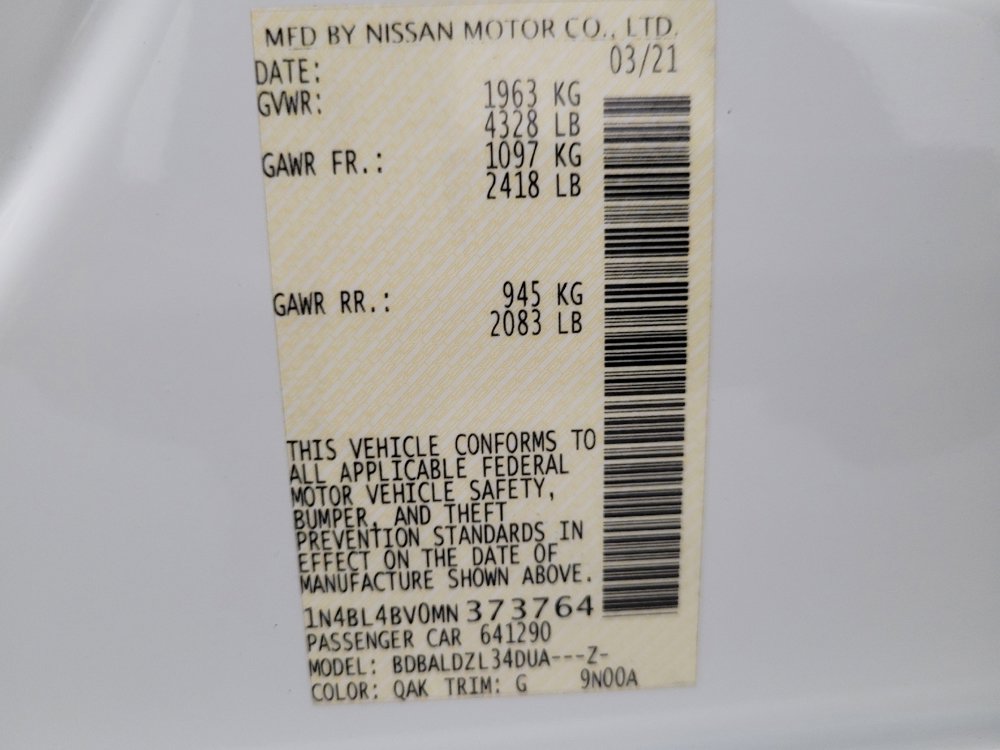 MFD BY NISSAN MOTOR CO., LTD.
DATE: 03/21
GVWR: 1963 KG
4328 LB
GAWR FR.: 1097 KG
2418 LB
GAWR RR.: 945 KG
2083 LB
THIS VEHICLE CONFORMS TO
ALL APPLICABLE FEDERAL
MOTOR VEHICLE SAFETY,
BUMPER, AND THEFT
PREVENTION STANDARDS IN
EFFECT ON THE DATE OF
MANUFACTURE SHOWN ABOVE.
1N4BL4BV0MN 373764
PASSENGER CAR 641290
MODEL: BDBALDZL34DUA---Z-
COLOR: QAK TRIM: G 9N00A